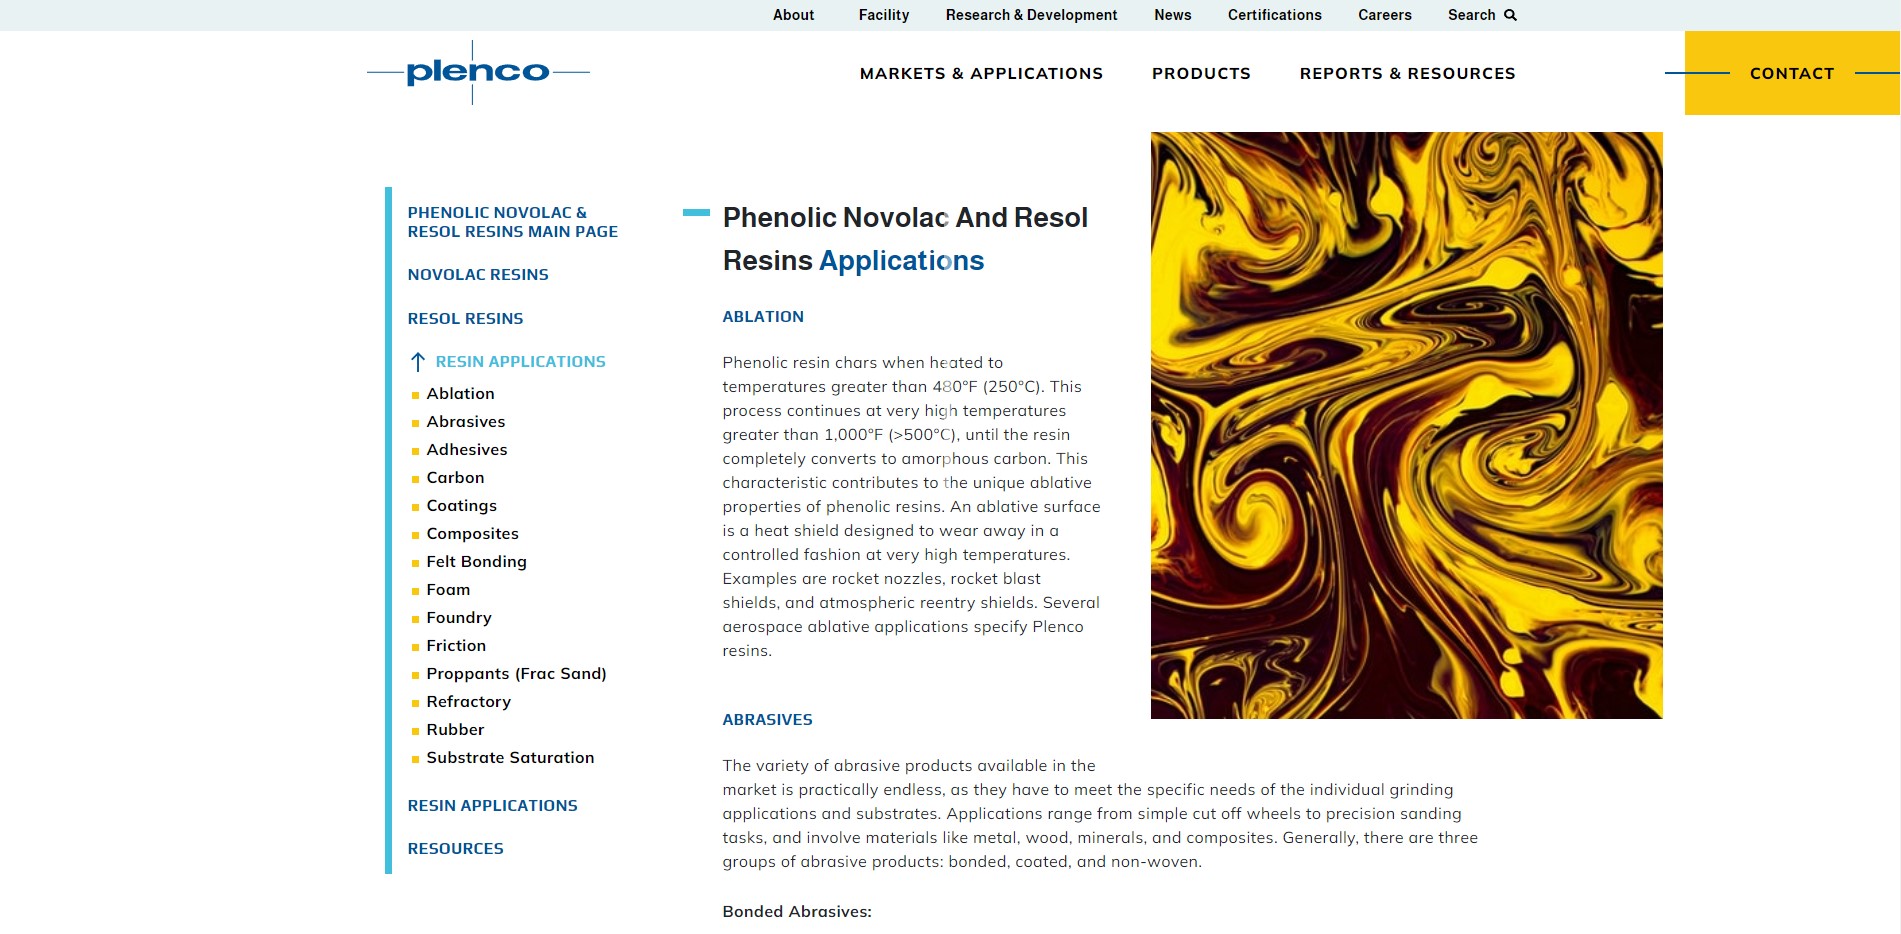 About Facility Research & Development News Certifications Careers Search
plenco
MARKETS & APPLICATIONS PRODUCTS REPORTS & RESOURCES CONTACT
PHENOLIC NOVOLAC &
RESOL RESINS MAIN PAGE
NOVOLAC RESINS
RESOL RESINS
RESIN APPLICATIONS
Ablation
Abrasives
Adhesives
Carbon
Coatings
Composites
Felt Bonding
Foam
Foundry
Friction
Proppants (Frac Sand)
Refractory
Rubber
Substrate Saturation
RESIN APPLICATIONS
RESOURCES
Phenolic Novolac And Resol
Resins Applications
ABLATION
Phenolic resin chars when heated to
temperatures greater than 480°F (250°C). This
process continues at very high temperatures
greater than 1,000°F (>500°C), until the resin
completely converts to amorphous carbon. This
characteristic contributes to the unique ablative
properties of phenolic resins. An ablative surface
is a heat shield designed to wear away in a
controlled fashion at very high temperatures.
Examples are rocket nozzles, rocket blast
shields, and atmospheric reentry shields. Several
aerospace ablative applications specify Plenco
resins.
ABRASIVES
The variety of abrasive products available in the
market is practically endless, as they have to meet the specific needs of the individual grinding
applications and substrates. Applications range from simple cut off wheels to precision sanding
tasks, and involve materials like metal, wood, minerals, and composites. Generally, there are three
groups of abrasive products: bonded, coated, and non-woven.
Bonded Abrasives: